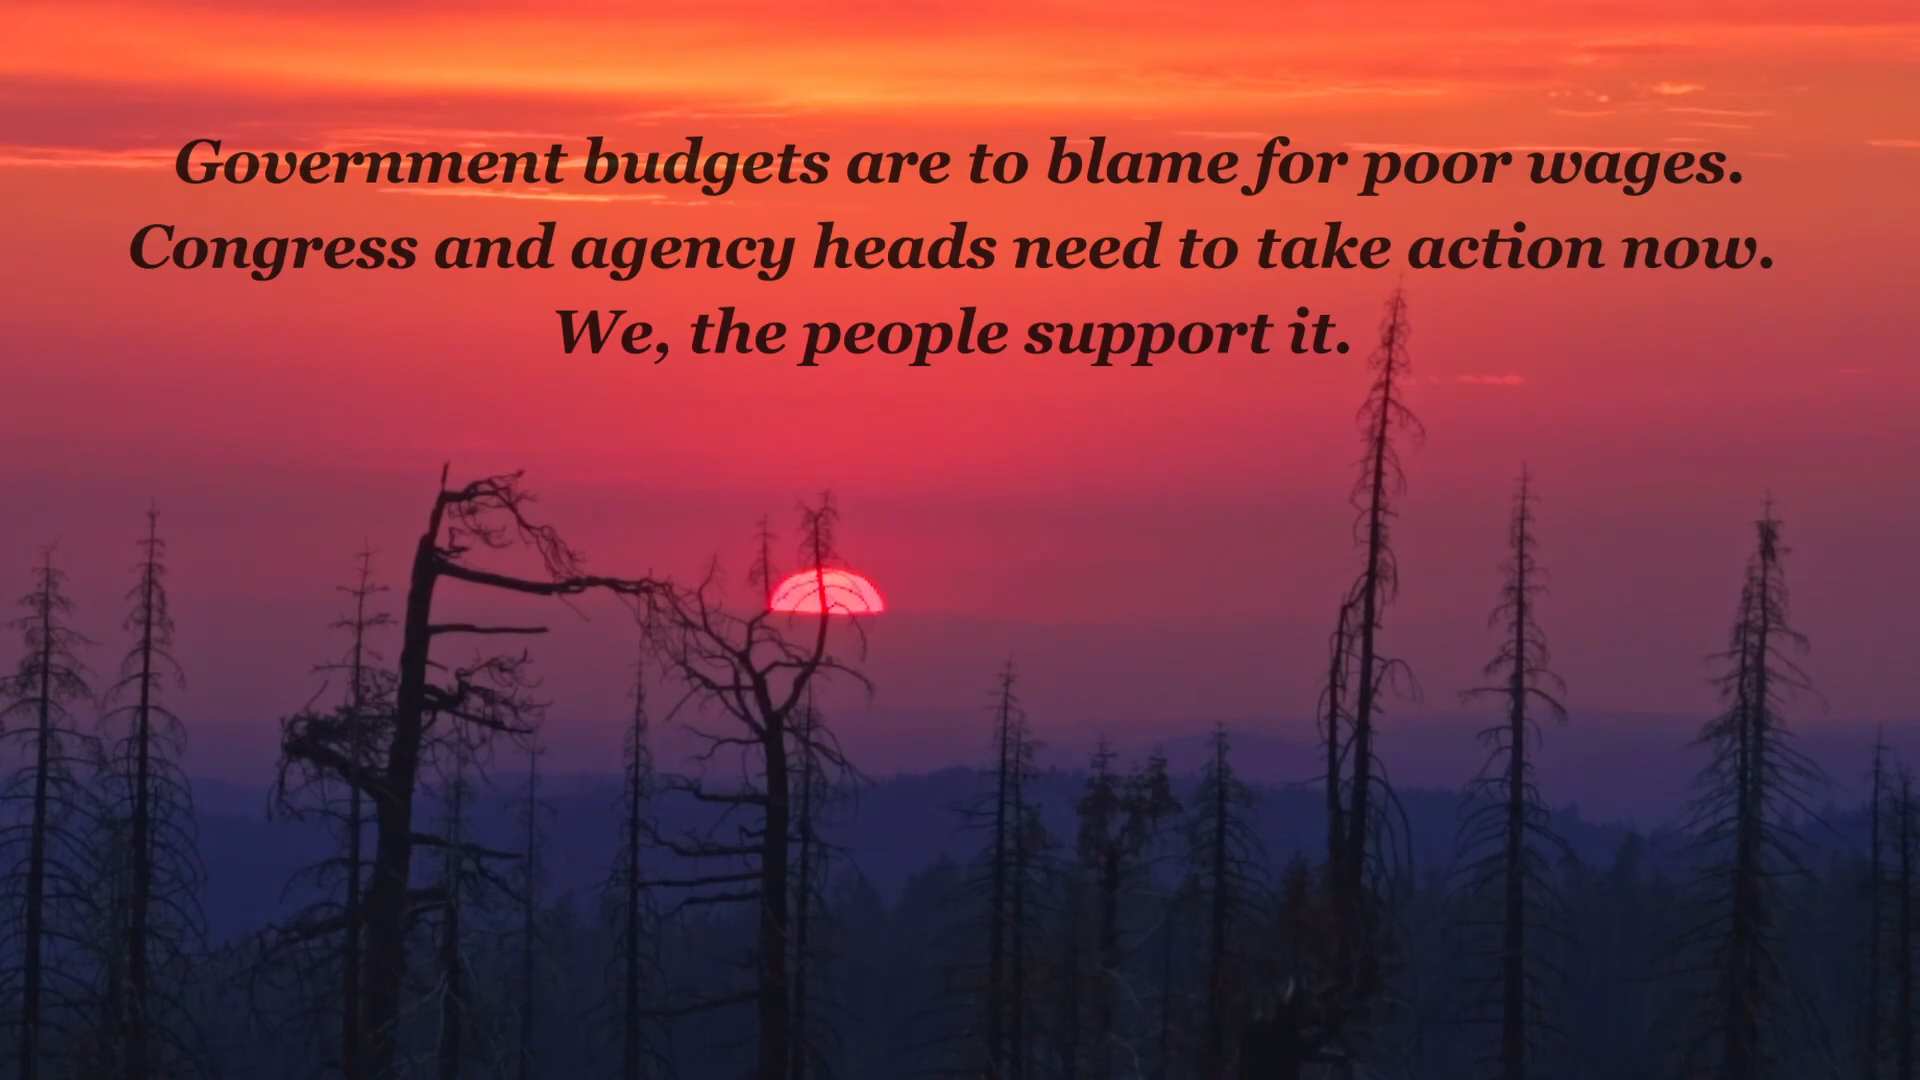 Government budgets are to blame for poor wages.
Congress and agency heads need to take action now.
We, the people support it.